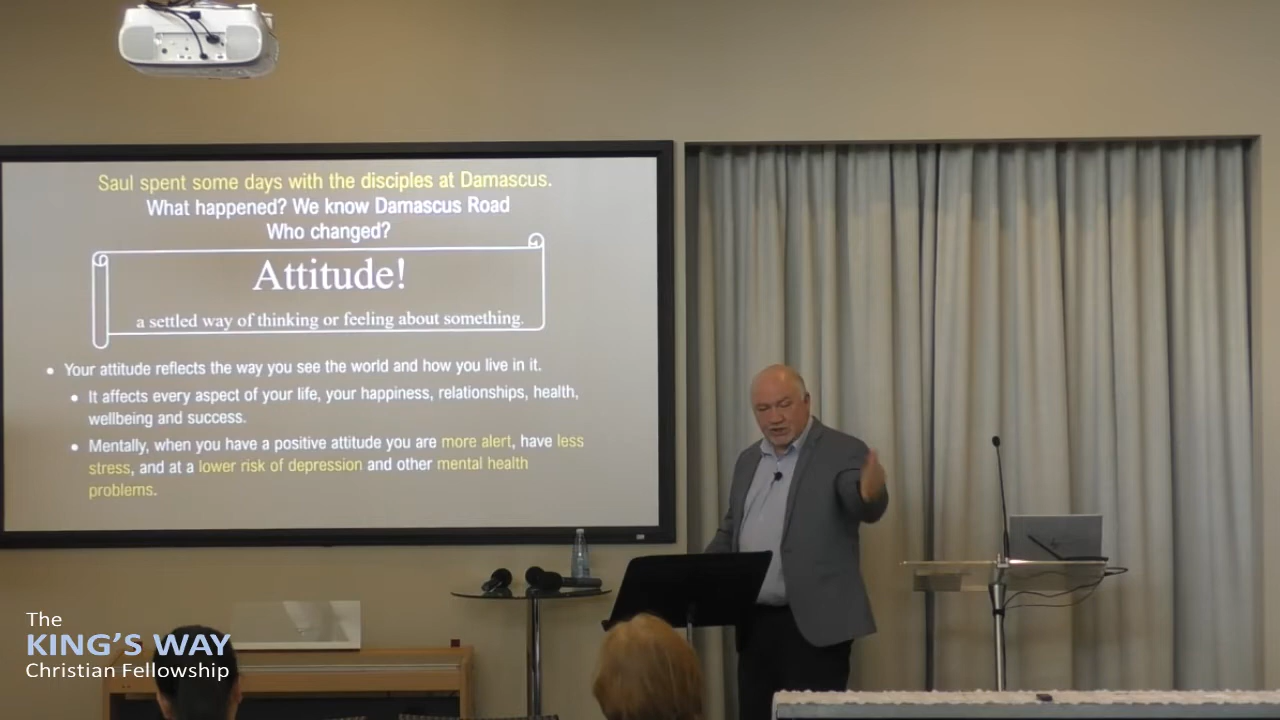 Saul spent some days with the disciples at Damascus.
What happened? We know Damascus Road
Who changed?
Attitude!
a settled way of thinking or feeling about something.
• Your attitude reflects the way you see the world and how you live in it.
• It affects every aspect of your life, your happiness, relationships, health,
wellbeing and success.
• Mentally, when you have a positive attitude you are more alert, have less
stress, and at a lower risk of depression and other mental health
problems.
The
KING'S WAY
Christian Fellowship